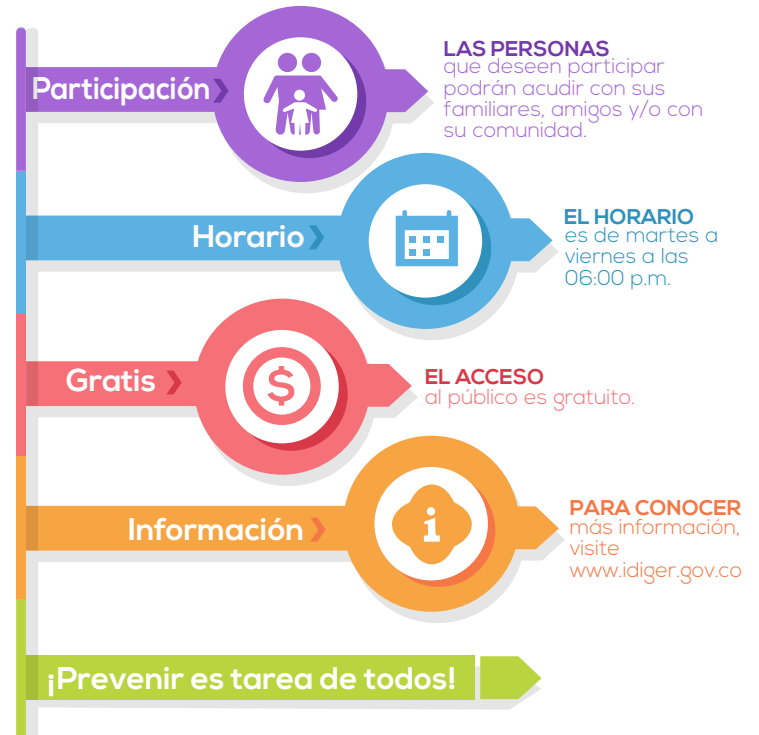 Participación
LAS PERSONAS
que deseen participar
podrán acudir con sus
familiares, amigos y/o con
su comunidad.
Horario
EL HORARIO
es de martes a
viernes a las
06:00 p.m.
Gratis
$
EL ACCESO
al público es gratuito.
Información
i
PARA CONOCER
más información,
visite
www.idiger.gov.co
¡Prevenir es tarea de todos!